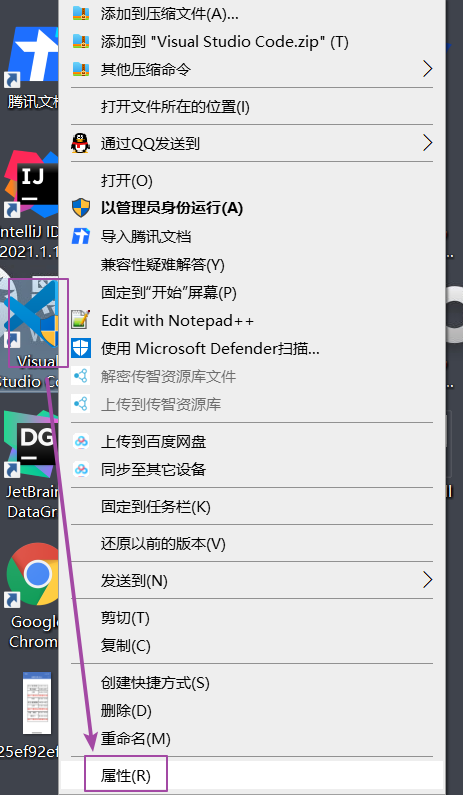 添加到压缩文件(A)...
添加到 "Visual Studio Code.zip" (T)
其他压缩命令
打开文件所在的位置(I)
通过QQ发送到
打开(O)
以管理员身份运行(A)
导入腾讯文档
兼容性疑难解答(Y)
固定到“开始”屏幕(P)
Edit with Notepad++
使用 Microsoft Defender扫描...
解密传智资源库文件
上传到传智资源库
上传到百度网盘
同步至其它设备
固定到任务栏(K)
还原以前的版本(V)
发送到(N)
剪切(T)
复制(C)
创建快捷方式(S)
删除(D)
重命名(M)
属性(R)
腾讯文
IJ
ntelliJ ID
2021.1.1
Visual
Studio Co
DG
JetBrain
DataGr
Google
Chrom
25ef92ef